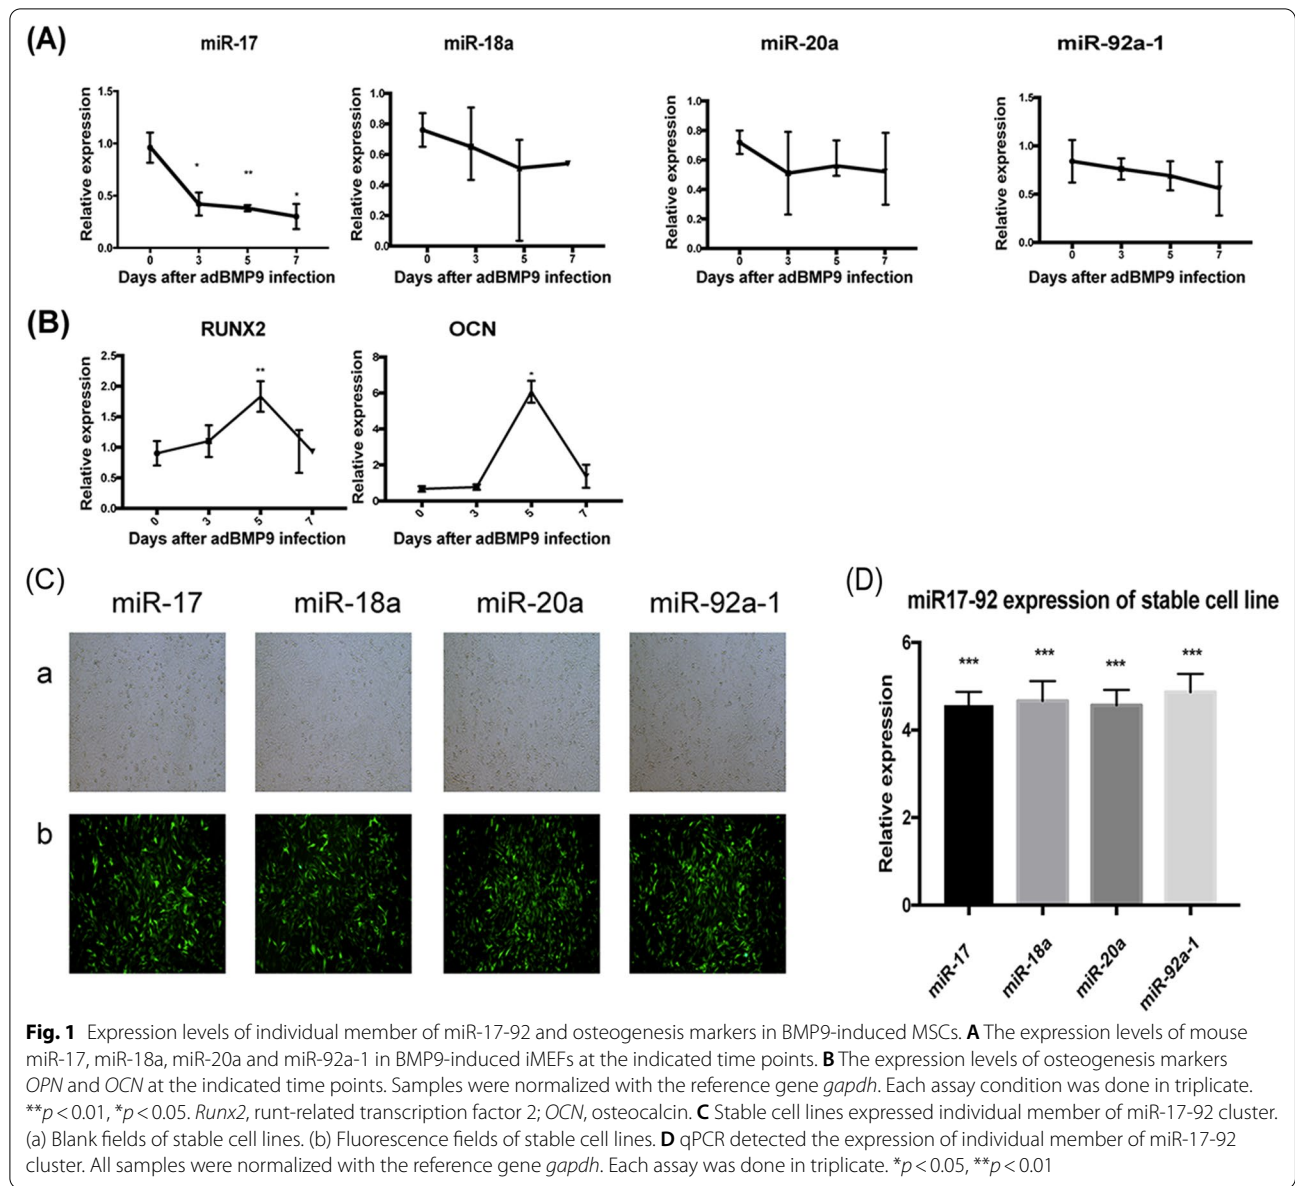 (A)
miR-17
miR-18a
miR-20a
miR-92a-1
Relative expression
1.5
1.0
0.5
0.0
* ** *
0 3 5 7
Days after adBMP9 infection
Relative expression
1.0
0.8
0.6
0.4
0.2
0.0
0 3 5 7
Days after adBMP9 infection
Relative expression
1.0
0.8
0.6
0.4
0.2
0.0
0 3 5 7
Days after adBMP9 infection
Relative expression
1.5
1.0
0.5
0.0
0 3 5 7
Days after adBMP9 infection
(B)
RUNX2
Relative expression
2.5
2.0
1.5
1.0
0.5
0.0
**
0 3 5 7
Days after adBMP9 infection
OCN
Relative expression
8
6
4
2
0
*
0 3 5 7
Days after adBMP9 infection
(C)
miR-17 miR-18a miR-20a miR-92a-1
a
b
(D)
miR17-92 expression of stable cell line
Relative expression
6
4
2
0
*** *** *** ***
miR-17 miR-18a miR-20a miR-92a-1
Fig. 1 Expression levels of individual member of miR-17-92 and osteogenesis markers in BMP9-induced MSCs. A The expression levels of mouse
miR-17, miR-18a, miR-20a and miR-92a-1 in BMP9-induced iMEFs at the indicated time points. B The expression levels of osteogenesis markers
OPN and OCN at the indicated time points. Samples were normalized with the reference gene gapdh. Each assay condition was done in triplicate.
**p < 0.01, *p < 0.05. Runx2, runt-related transcription factor 2; OCN, osteocalcin. C Stable cell lines expressed individual member of miR-17-92 cluster.
(a) Blank fields of stable cell lines. (b) Fluorescence fields of stable cell lines. D qPCR detected the expression of individual member of miR-17-92
cluster. All samples were normalized with the reference gene gapdh. Each assay was done in triplicate. *p < 0.05, **p < 0.01